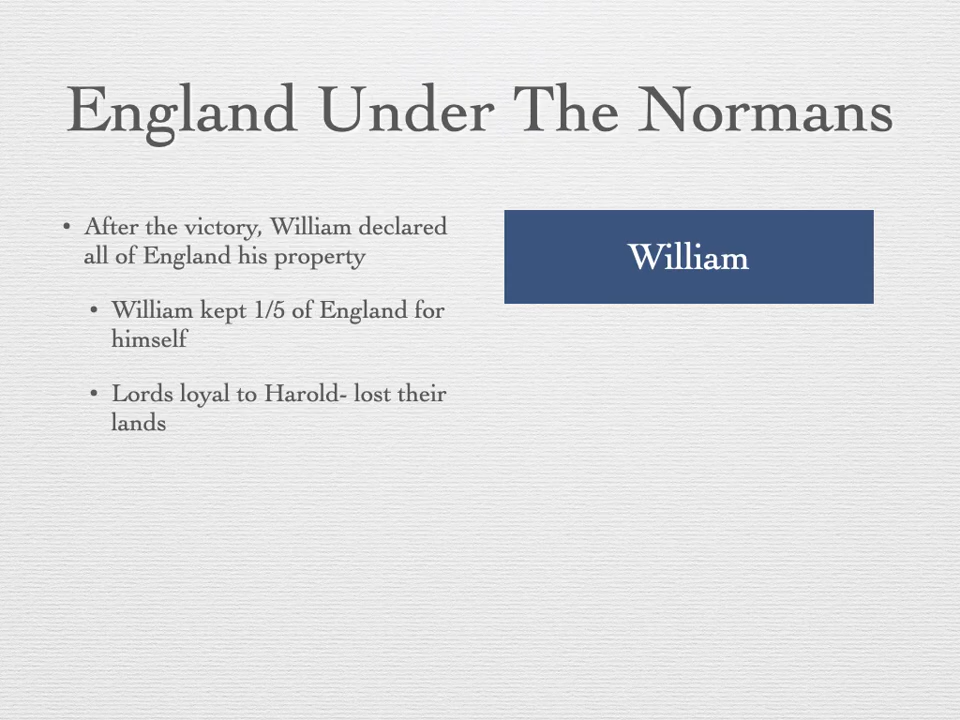 England Under The Normans
• After the victory, William declared
all of England his property
• William kept 1/5 of England for
himself
• Lords loyal to Harold- lost their
lands
William